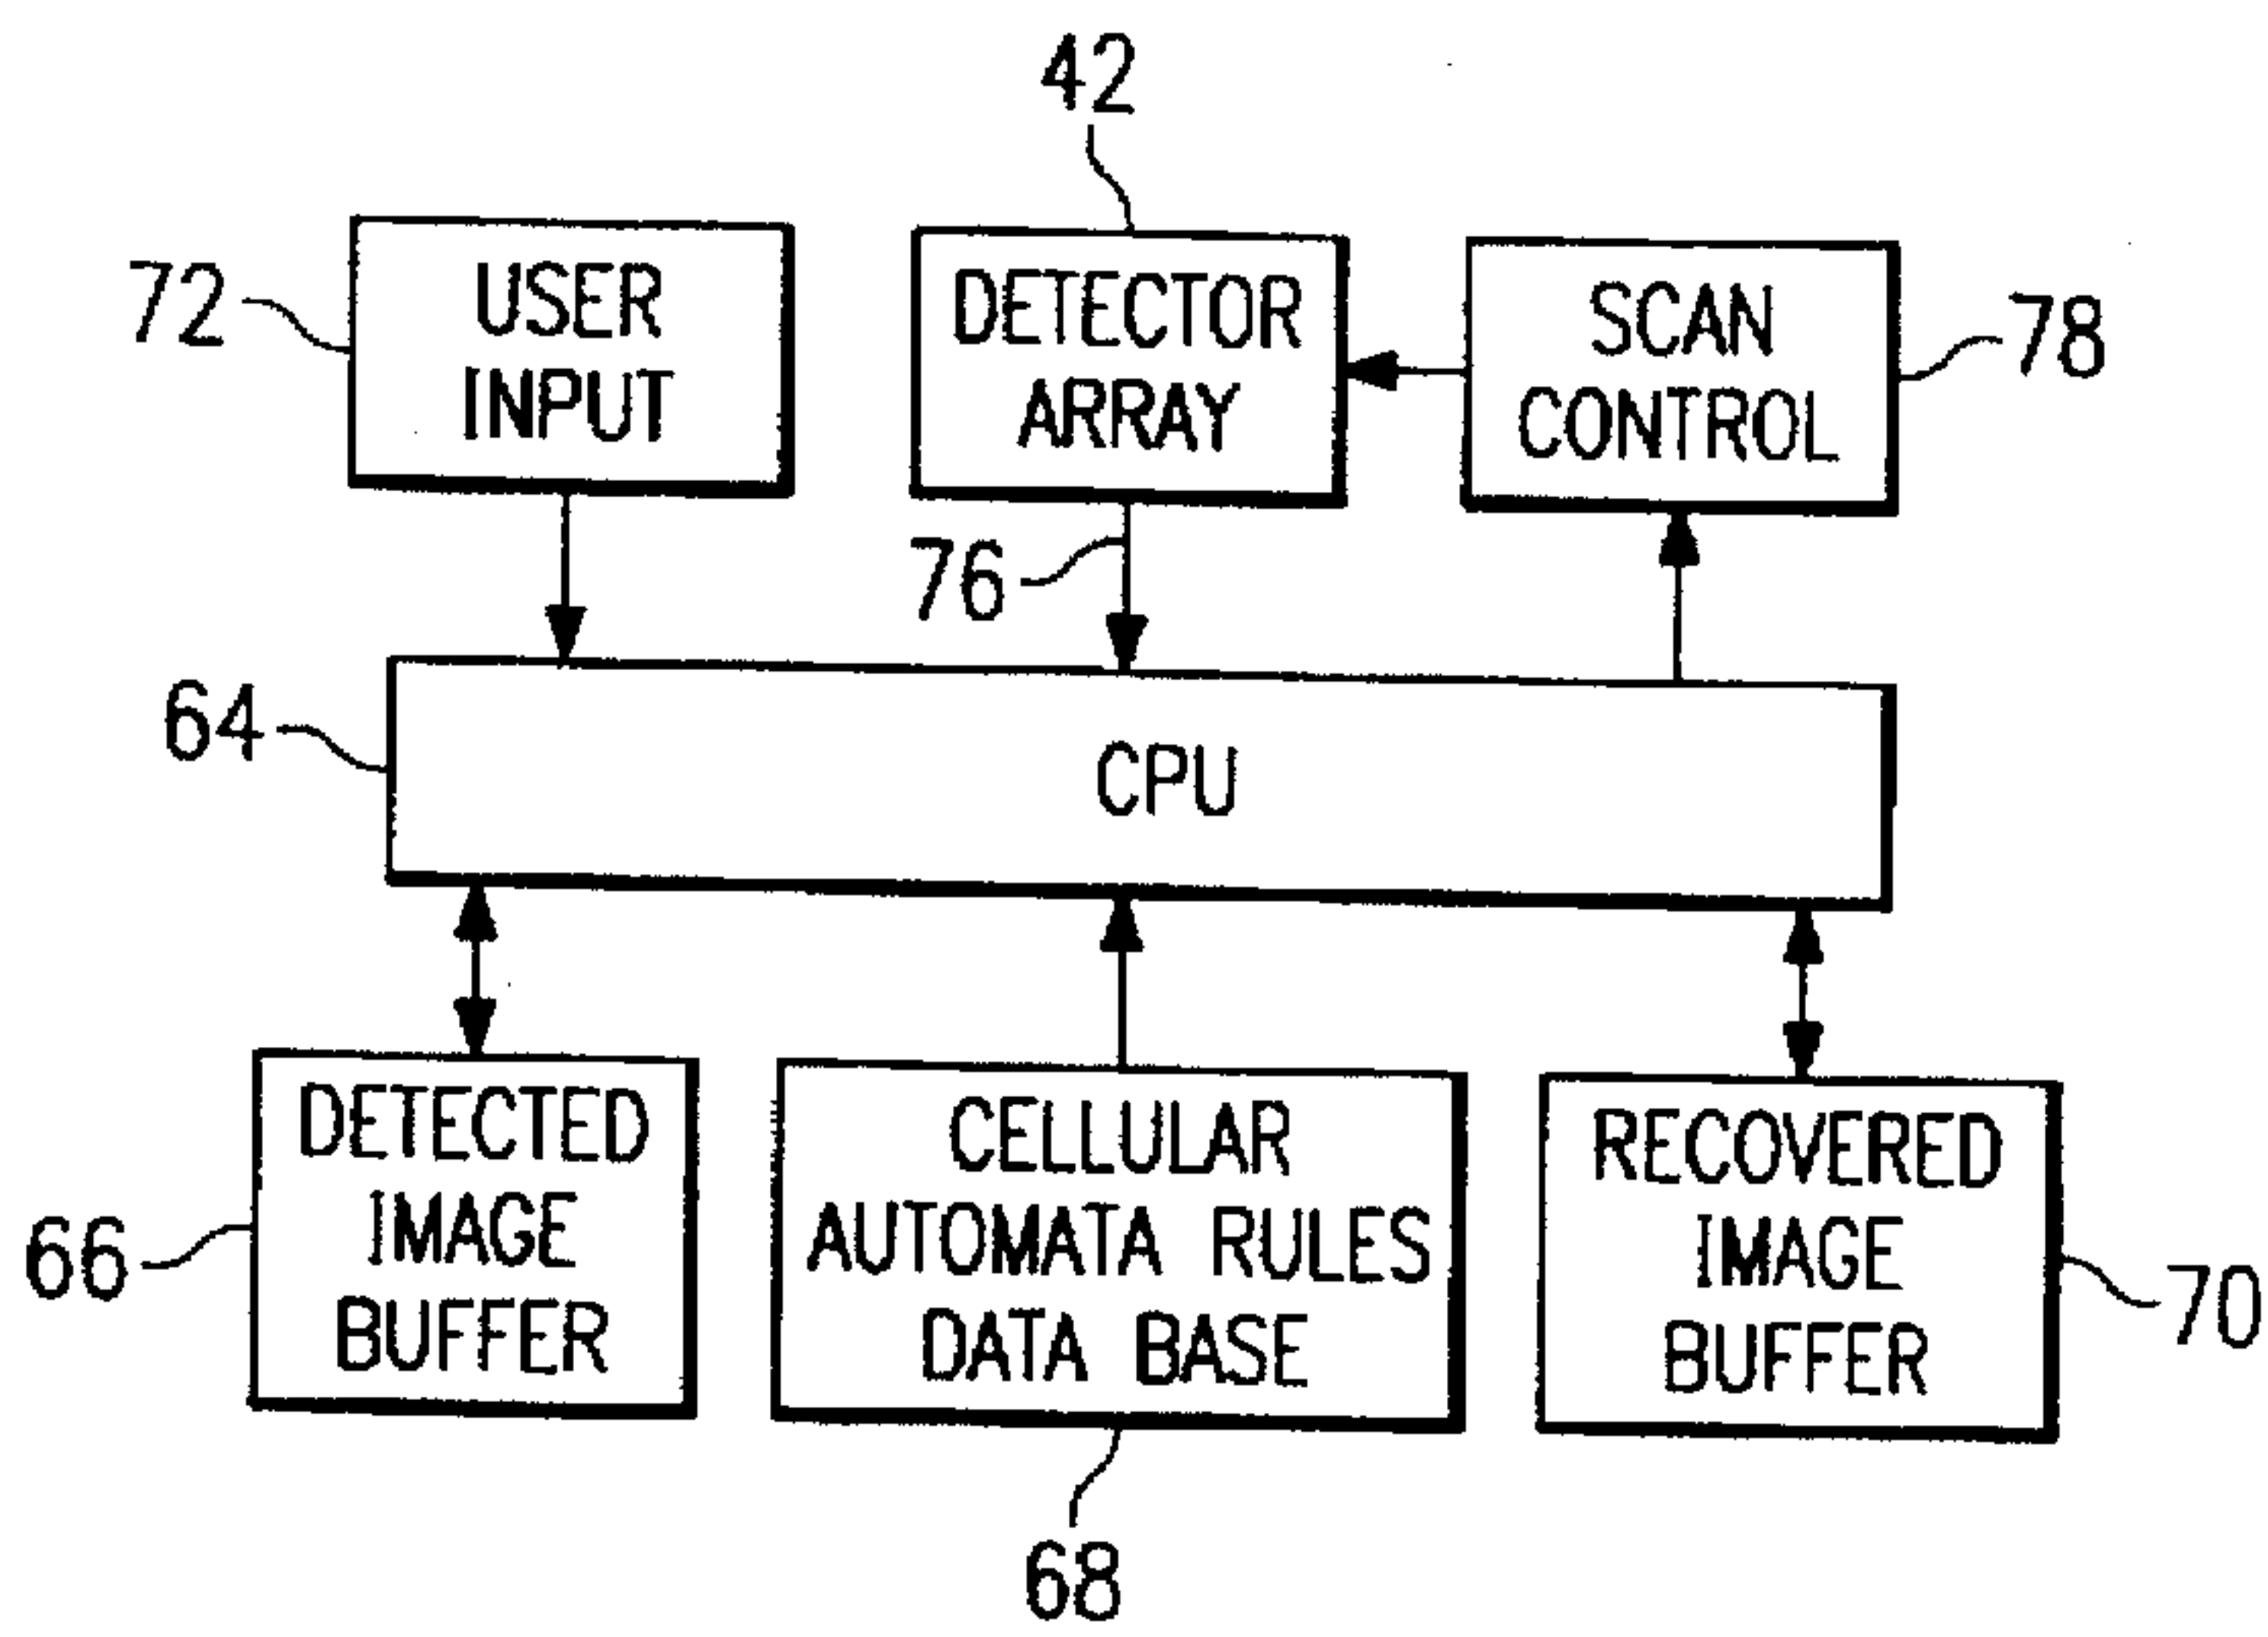 42
72
USER
INPUT
DETECTOR
ARRAY
SCAN
CONTROL
78
76
64
CPU
66
DETECTED
IMAGE
BUFFER
CELLULAR
AUTOMATA RULES
DATA BASE
RECOVERED
IMAGE
BUFFER
70
68